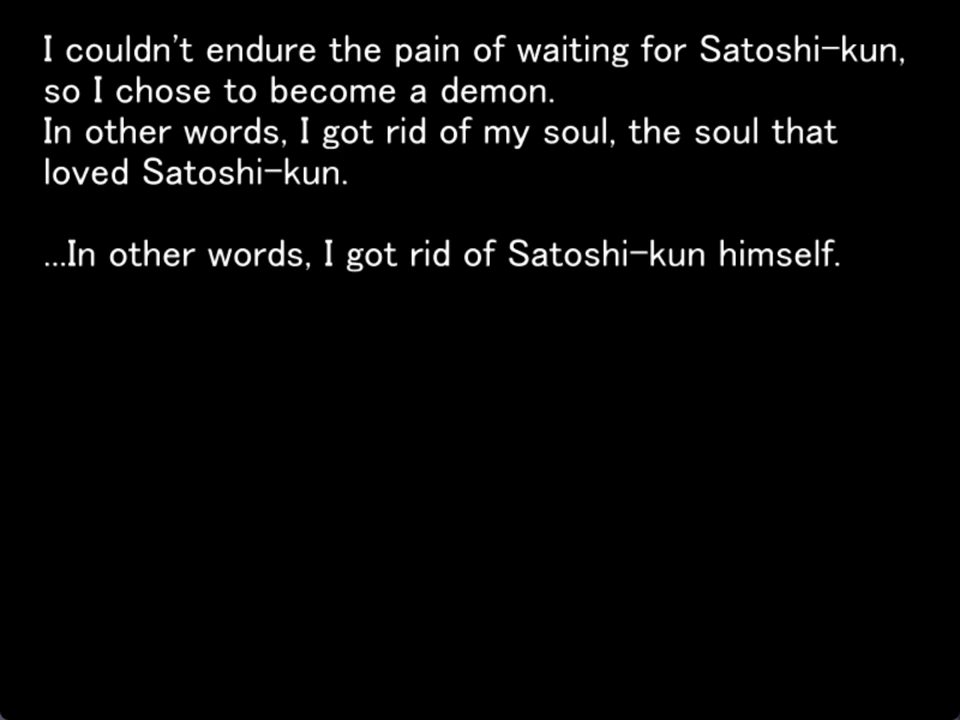 I couldn't endure the pain of waiting for Satoshi-kun,
so I chose to become a demon.
In other words, I got rid of my soul, the soul that
loved Satoshi-kun.
...In other words, I got rid of Satoshi-kun himself.